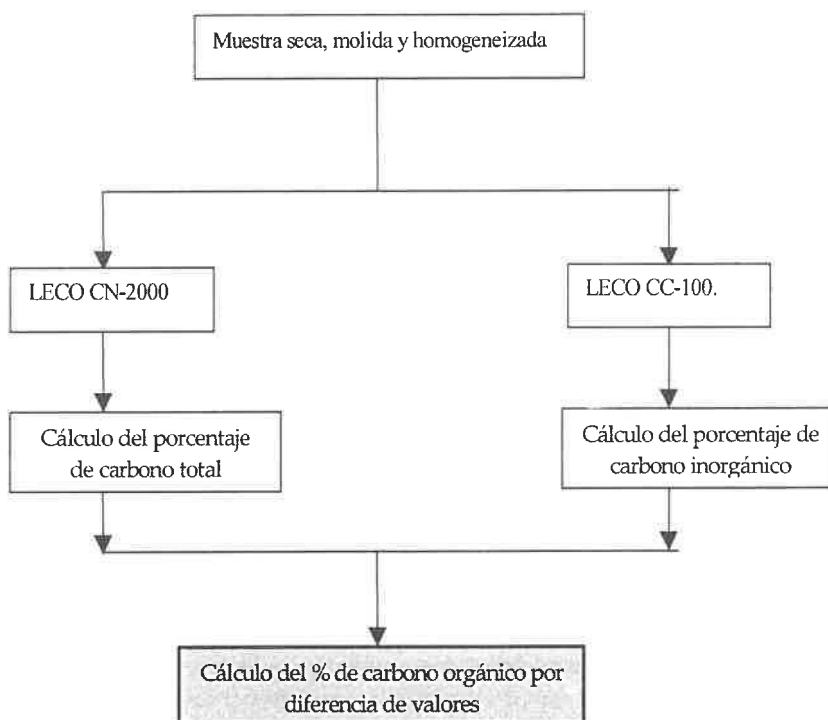 Muestra seca, molida y homogeneizada
LECO CN-2000
LECO CC-100.
Cálculo del porcentaje
de carbono total
Cálculo del porcentaje de
carbono inorgánico
Cálculo del % de carbono orgánico por
diferencia de valores